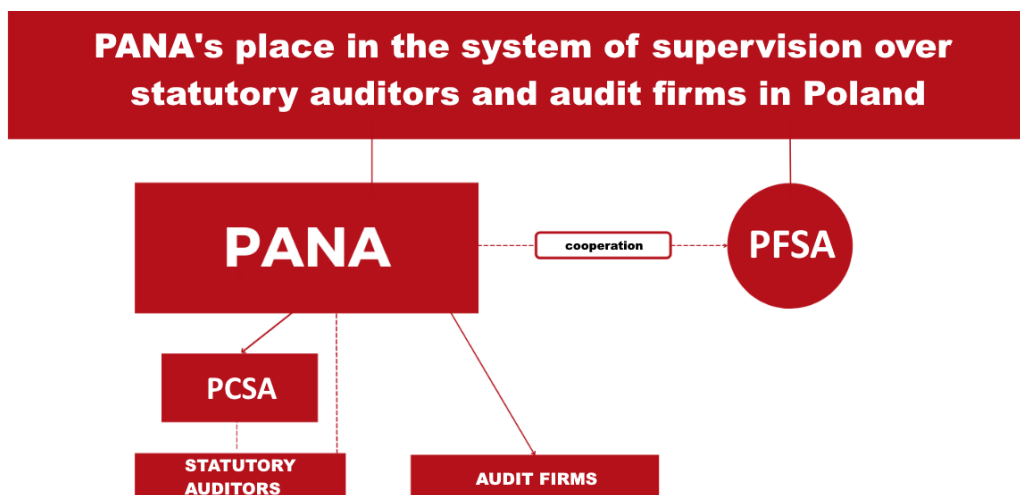 PANA's place in the system of supervision over
statutory auditors and audit firms in Poland
PANA
cooperation
PFSA
PCSA
STATUTORY
AUDITORS
AUDIT FIRMS